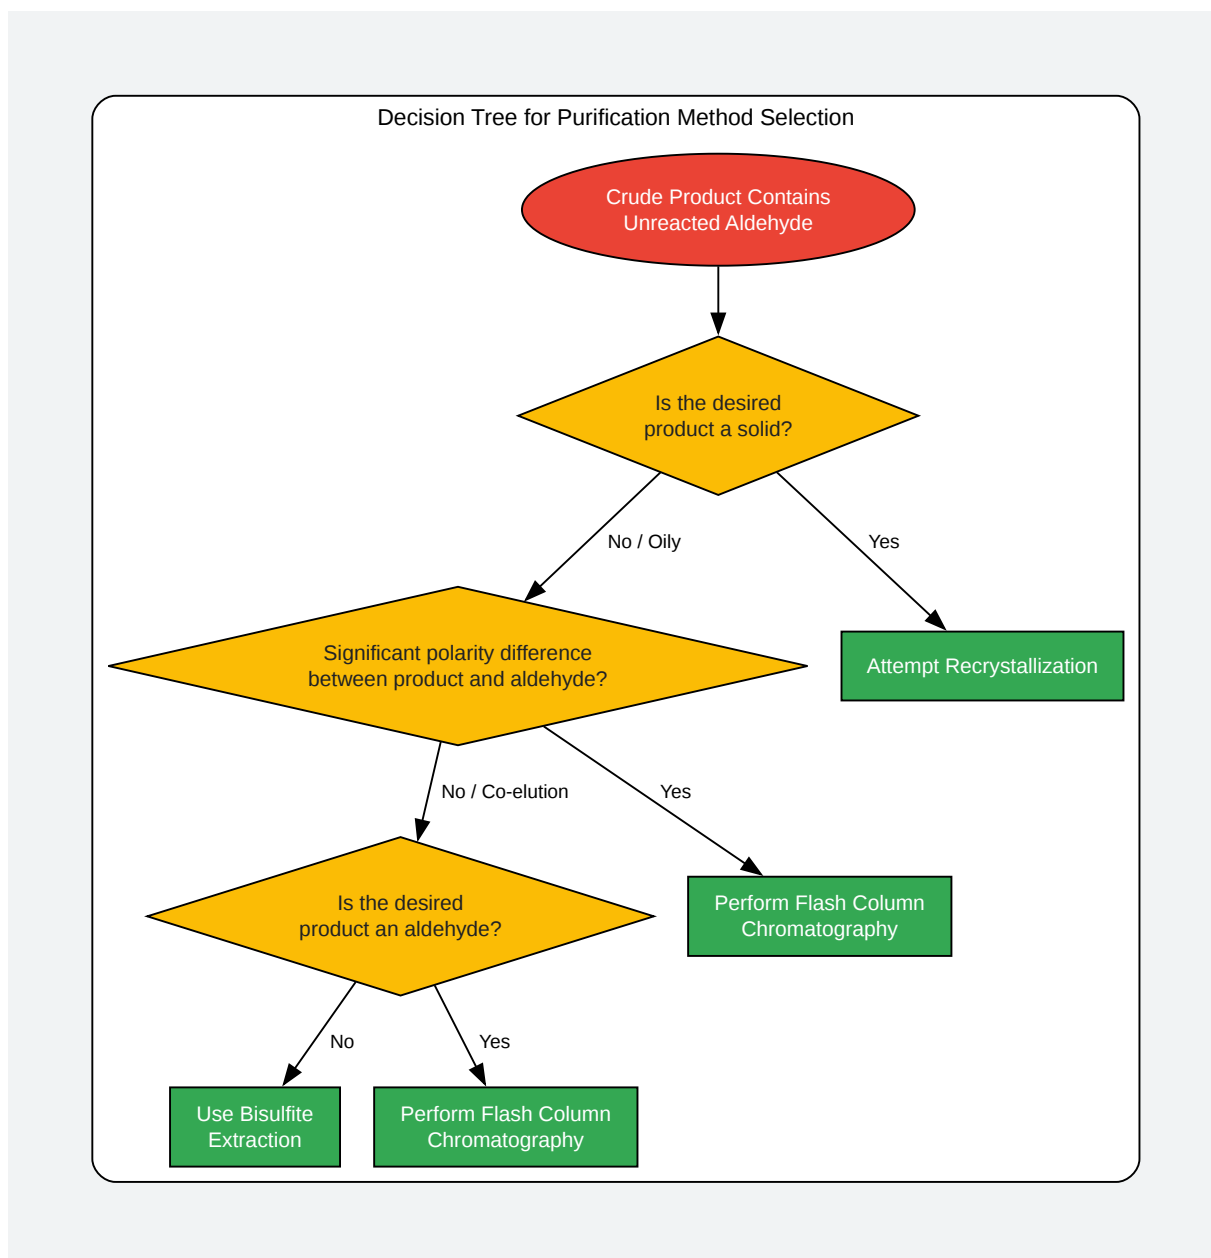 Decision Tree for Purification Method Selection
Crude Product Contains
Unreacted Aldehyde
Is the desired
product a solid?
No / Oily
Yes
Significant polarity difference
between product and aldehyde?
Attempt Recrystallization
No / Co-elution
Yes
Is the desired
product an aldehyde?
Perform Flash Column
Chromatography
No
Yes
Use Bisulfite
Extraction
Perform Flash Column
Chromatography